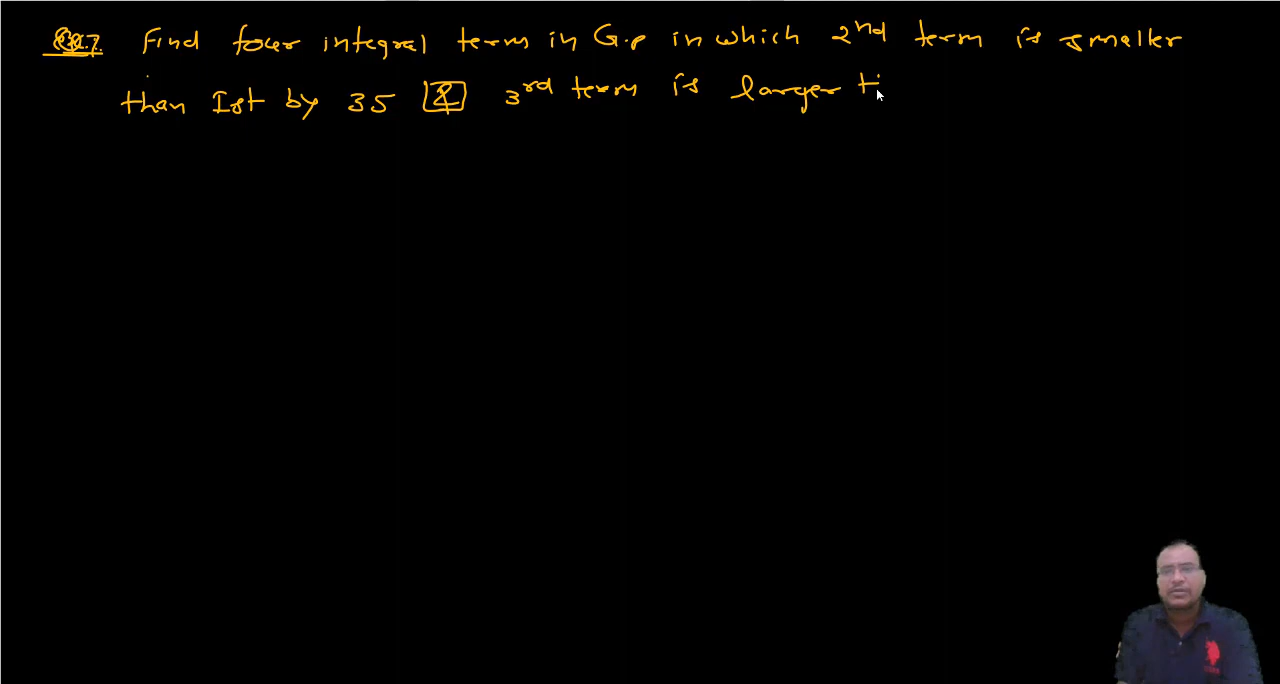 Find four integral term in G.P in which 2nd term is smaller
than Ist by 35 & 3rd term is larger